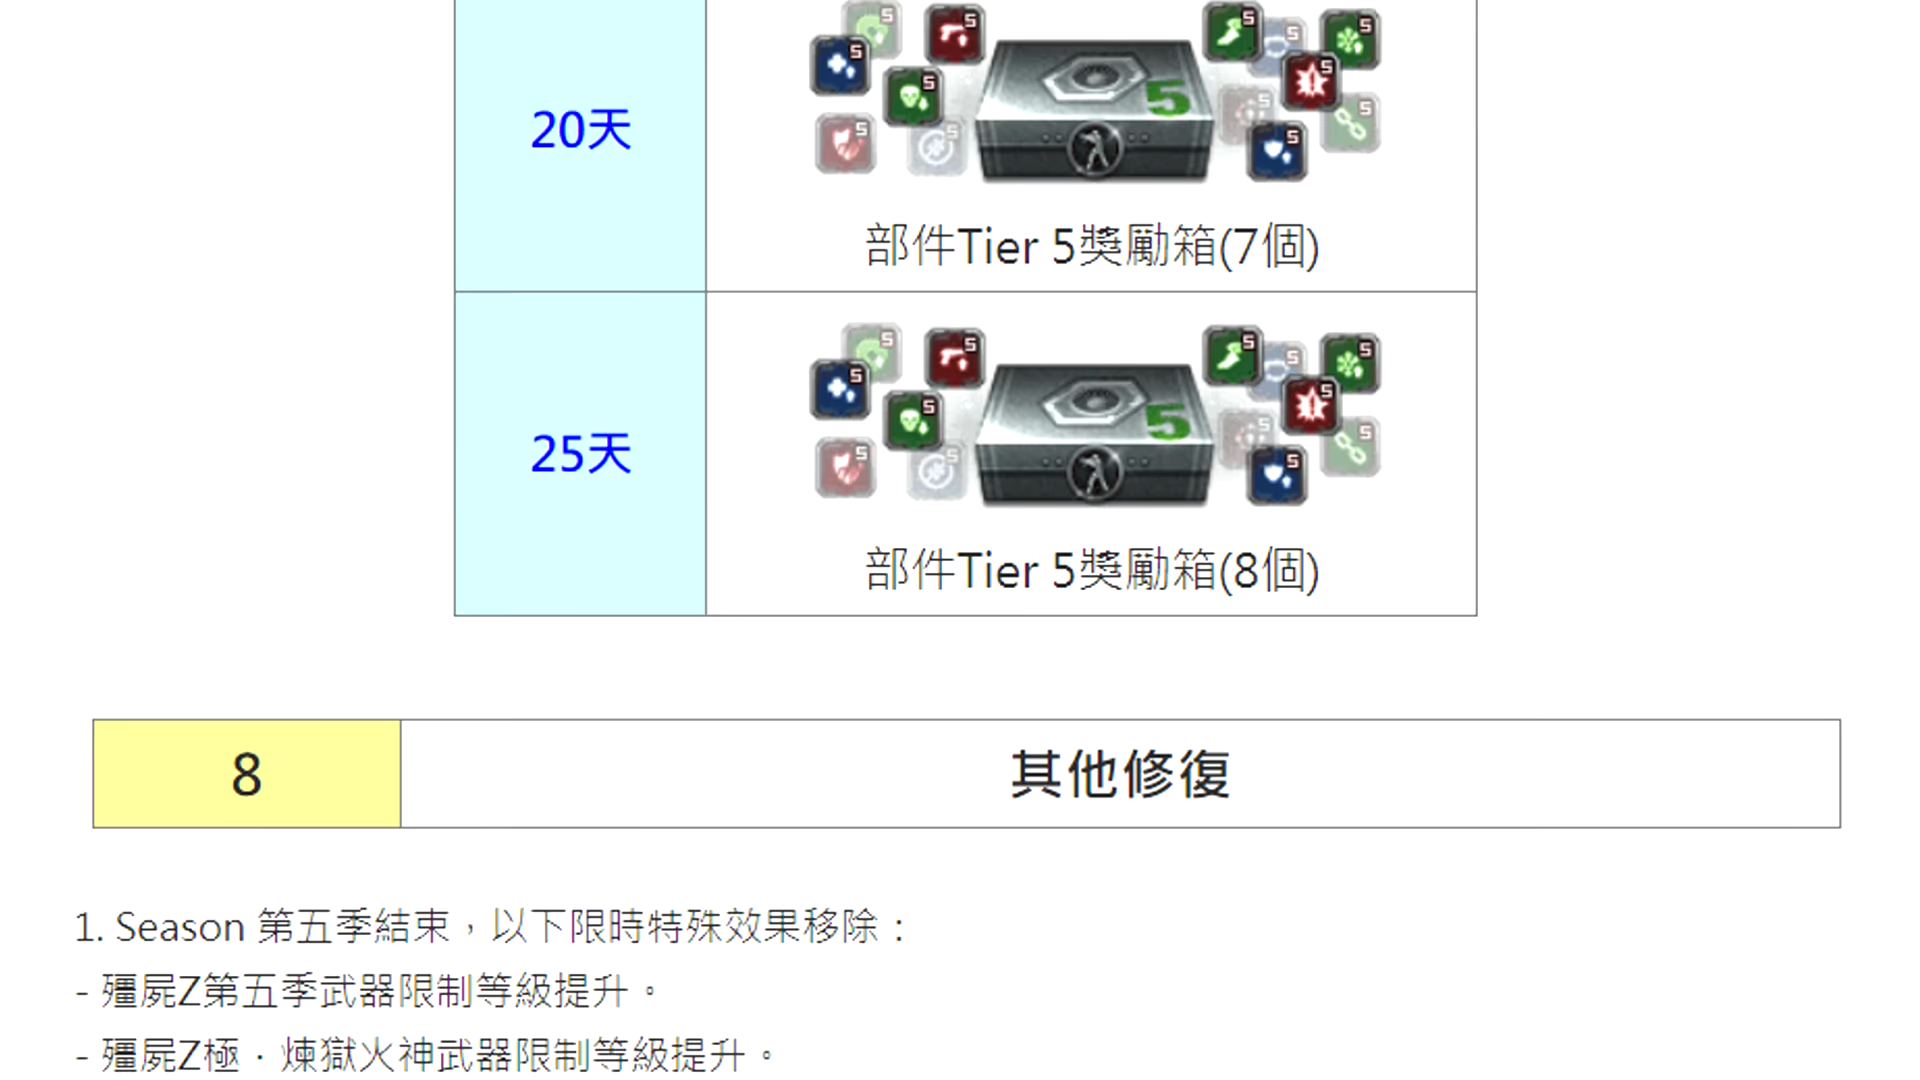 20天
5
部件Tier 5獎勵箱(7個)
25天
5
部件Tier 5獎勵箱(8個)
8
其他修復
1. Season 第五季結束，以下限時特殊效果移除：
- 殭屍Z第五季武器限制等級提升。
- 殭屍Z極．煉獄火神武器限制等級提升。